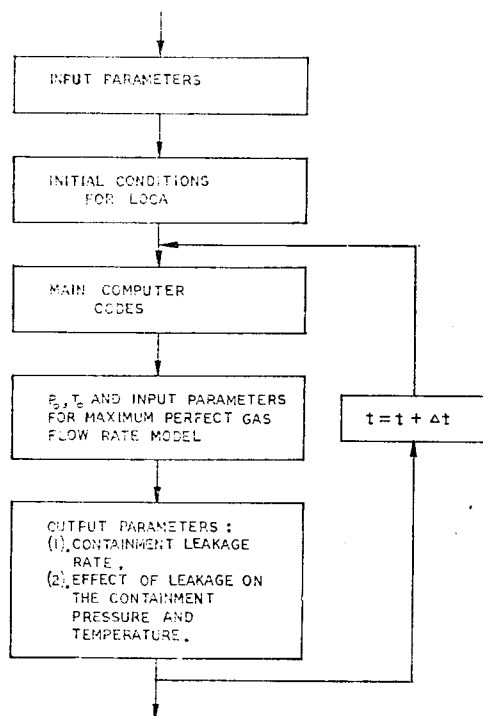 INPUT PARAMETERS
INITIAL CONDITIONS
FOR LOCA
MAIN COMPUTER
CODES
P₀, T₀ AND INPUT PARAMETERS
FOR MAXIMUM PERFECT GAS
FLOW RATE MODEL
t = t + Δt
OUTPUT PARAMETERS :
(1). CONTAINMENT LEAKAGE
RATE.
(2). EFFECT OF LEAKAGE ON
THE CONTAINMENT
PRESSURE AND
TEMPERATURE.